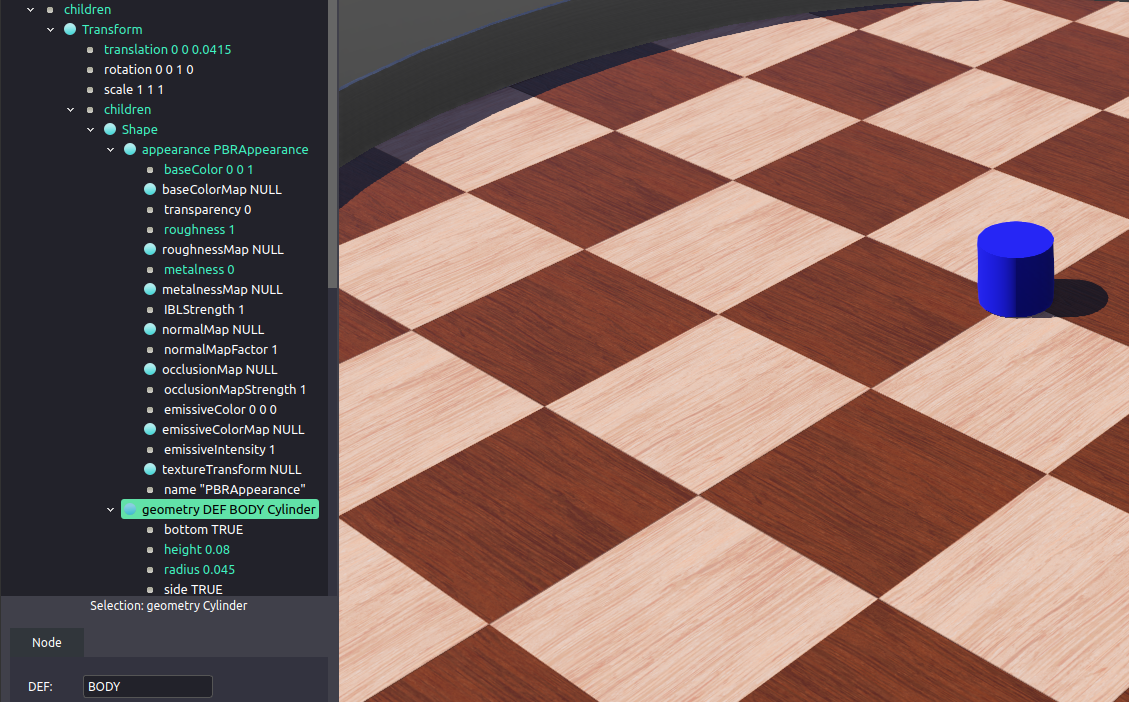 children
Transform
translation 0 0 0.0415
rotation 0 0 1 0
scale 1 1 1
children
Shape
appearance PBRAppearance
baseColor 0 0 1
baseColorMap NULL
transparency 0
roughness 1
roughnessMap NULL
metalness 0
metalnessMap NULL
IBLStrength 1
normalMap NULL
normalMapFactor 1
occlusionMap NULL
occlusionMapStrength 1
emissiveColor 0 0 0
emissiveColorMap NULL
emissiveIntensity 1
textureTransform NULL
name "PBRAppearance"
geometry DEF BODY Cylinder
bottom TRUE
height 0.08
radius 0.045
side TRUE
Selection: geometry Cylinder
Node
DEF: BODY